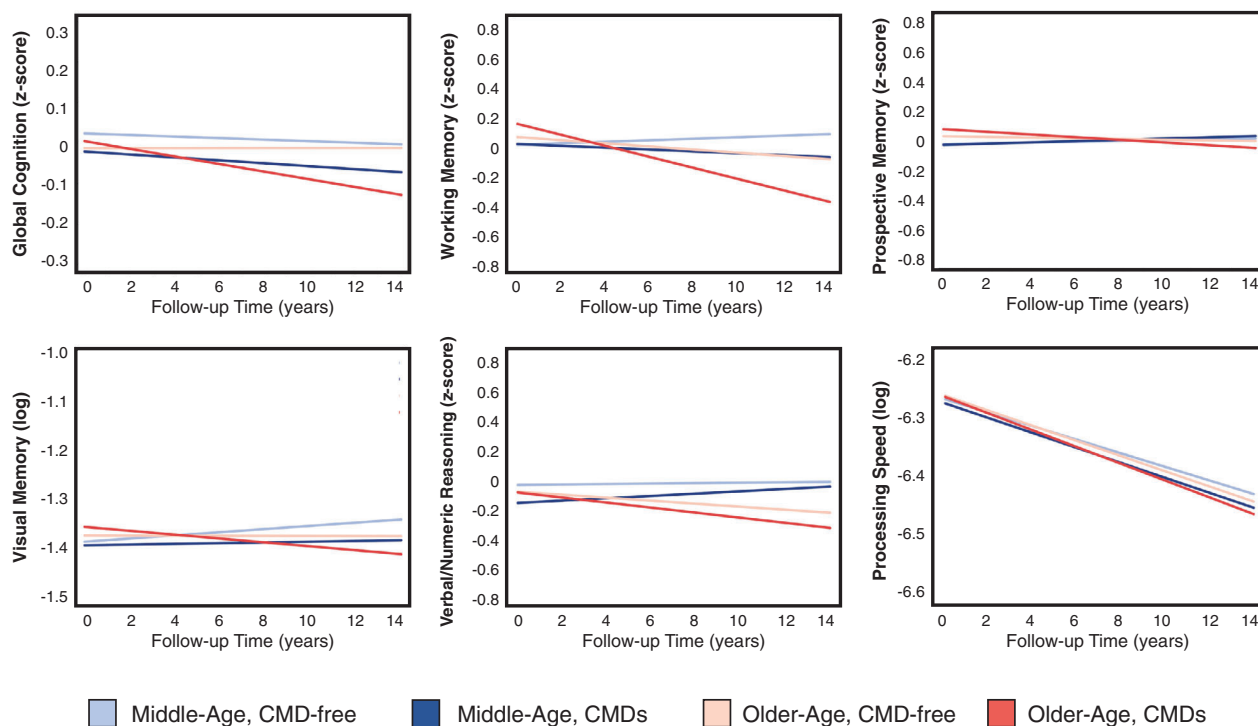 Global Cognition (z-score)
0.3
0.2
0.1
0
-0.1
-0.2
-0.3
0 2 4 6 8 10 12 14
Follow-up Time (years)
Working Memory (z-score)
0.8
0.6
0.4
0.2
0
-0.2
-0.4
-0.6
-0.8
0 2 4 6 8 10 12 14
Follow-up Time (years)
Prospective Memory (z-score)
0.8
0.6
0.4
0.2
0
-0.2
-0.4
-0.6
-0.8
0 2 4 6 8 10 12 14
Follow-up Time (years)
Visual Memory (log)
-1.0
-1.1
-1.2
-1.3
-1.4
-1.5
0 2 4 6 8 10 12 14
Follow-up Time (years)
Verbal/Numeric Reasoning (z-score)
0.8
0.6
0.4
0.2
0
-0.2
-0.4
-0.6
-0.8
0 2 4 6 8 10 12 14
Follow-up Time (years)
Processing Speed (log)
-6.2
-6.3
-6.4
-6.5
-6.6
0 2 4 6 8 10 12 14
Follow-up Time (years)
Middle-Age, CMD-free Middle-Age, CMDs Older-Age, CMD-free Older-Age, CMDs